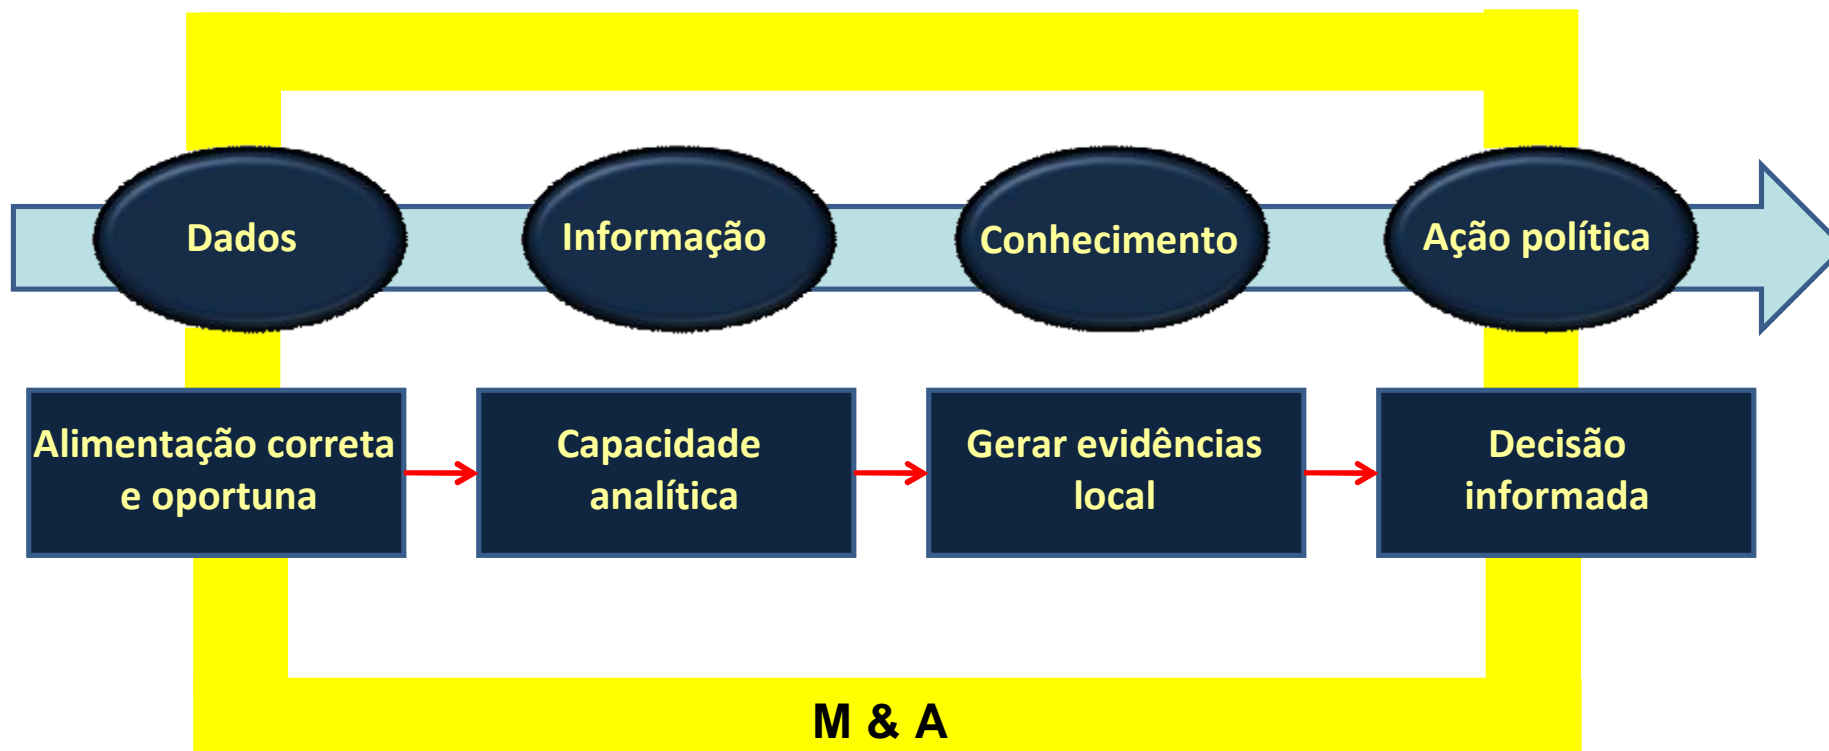 Dados
Informação
Conhecimento
Ação política
Alimentação correta
e oportuna
Capacidade
analítica
Gerar evidências
local
Decisão
informada
M & A